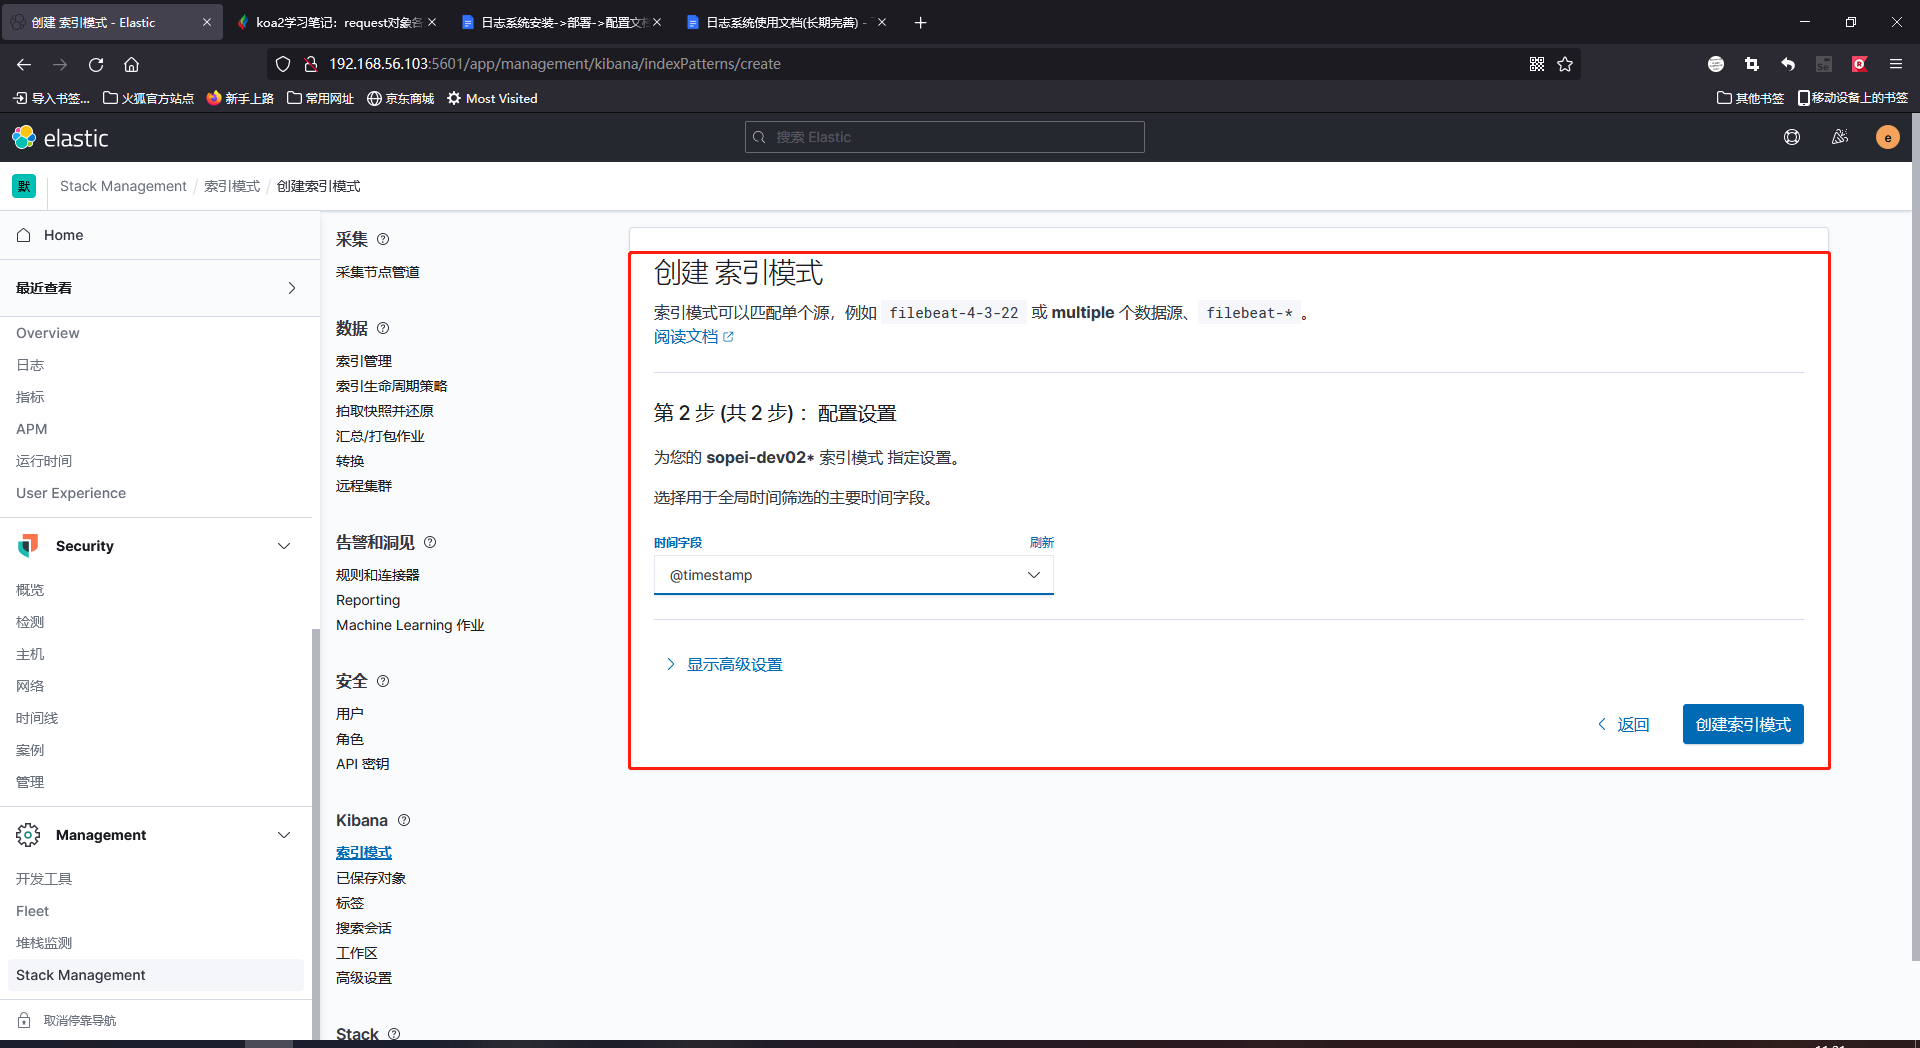 创建 索引模式 - Elastic
koa2学习笔记：request对象各
日志系统安装->部署->配置文档
日志系统使用文档(长期完善) -
192.168.56.103:5601/app/management/kibana/indexPatterns/create
导入书签...
火狐官方站点
新手上路
常用网址
京东商城
Most Visited
其他书签
移动设备上的书签
elastic
搜索 Elastic
e
默
Stack Management / 索引模式 / 创建索引模式
Home
最近查看
Overview
日志
指标
APM
运行时间
User Experience
Security
概览
检测
主机
网络
时间线
案例
管理
Management
开发工具
Fleet
堆栈监测
Stack Management
取消停靠导航
采集
采集节点管道
数据
索引管理
索引生命周期策略
拍取快照并还原
汇总/打包作业
转换
远程集群
告警和洞见
规则和连接器
Reporting
Machine Learning 作业
安全
用户
角色
API 密钥
Kibana
索引模式
已保存对象
标签
搜索会话
工作区
高级设置
Stack
创建 索引模式
索引模式可以匹配单个源，例如 filebeat-4-3-22 或 multiple 个数据源、 filebeat-* 。
阅读文档
第 2 步 (共 2 步) ：配置设置
为您的 sopei-dev02* 索引模式 指定设置。
选择用于全局时间筛选的主要时间字段。
时间字段
刷新
@timestamp
显示高级设置
返回
创建索引模式